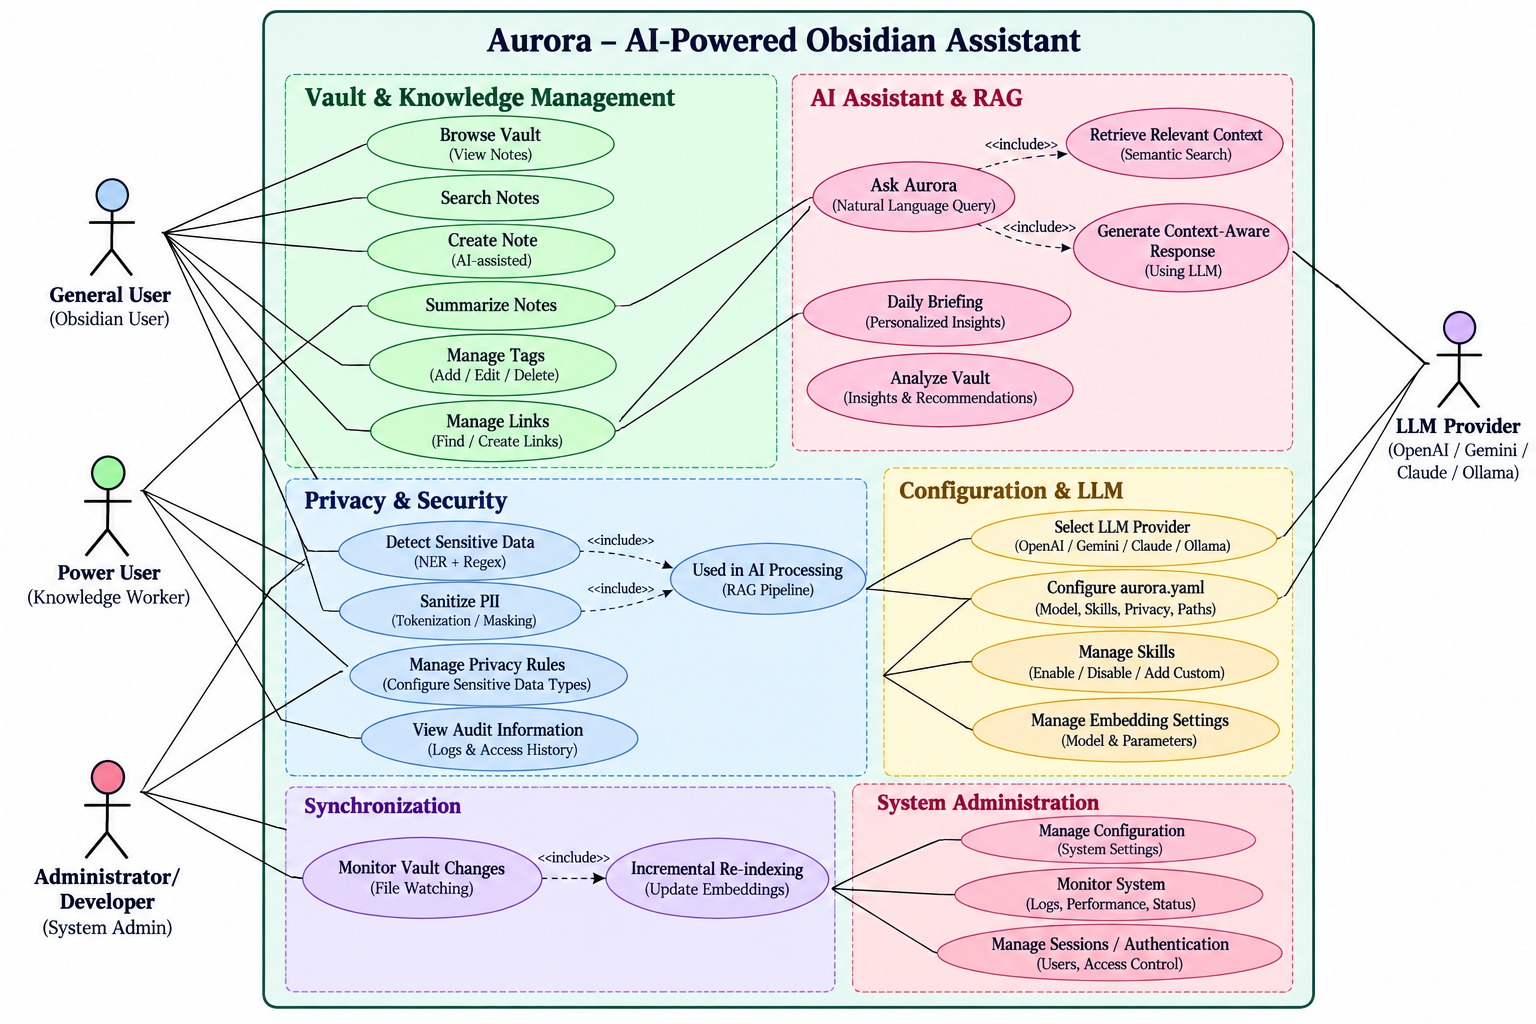 Aurora – AI-Powered Obsidian Assistant
Vault & Knowledge Management
Browse Vault
(View Notes)
Search Notes
Create Note
(AI-assisted)
Summarize Notes
Manage Tags
(Add / Edit / Delete)
Manage Links
(Find / Create Links)
AI Assistant & RAG
Ask Aurora
(Natural Language Query)
<<include>>
Retrieve Relevant Context
(Semantic Search)
<<include>>
Generate Context-Aware
Response
(Using LLM)
Daily Briefing
(Personalized Insights)
Analyze Vault
(Insights & Recommendations)
General User
(Obsidian User)
Power User
(Knowledge Worker)
Administrator/
Developer
(System Admin)
LLM Provider
(OpenAI / Gemini /
Claude / Ollama)
Privacy & Security
Detect Sensitive Data
(NER + Regex)
<<include>>
Sanitize PII
(Tokenization / Masking)
<<include>>
Used in AI Processing
(RAG Pipeline)
Manage Privacy Rules
(Configure Sensitive Data Types)
View Audit Information
(Logs & Access History)
Configuration & LLM
Select LLM Provider
(OpenAI / Gemini / Claude / Ollama)
Configure aurora.yaml
(Model, Skills, Privacy, Paths)
Manage Skills
(Enable / Disable / Add Custom)
Manage Embedding Settings
(Model & Parameters)
Synchronization
Monitor Vault Changes
(File Watching)
<<include>>
Incremental Re-indexing
(Update Embeddings)
System Administration
Manage Configuration
(System Settings)
Monitor System
(Logs, Performance, Status)
Manage Sessions / Authentication
(Users, Access Control)